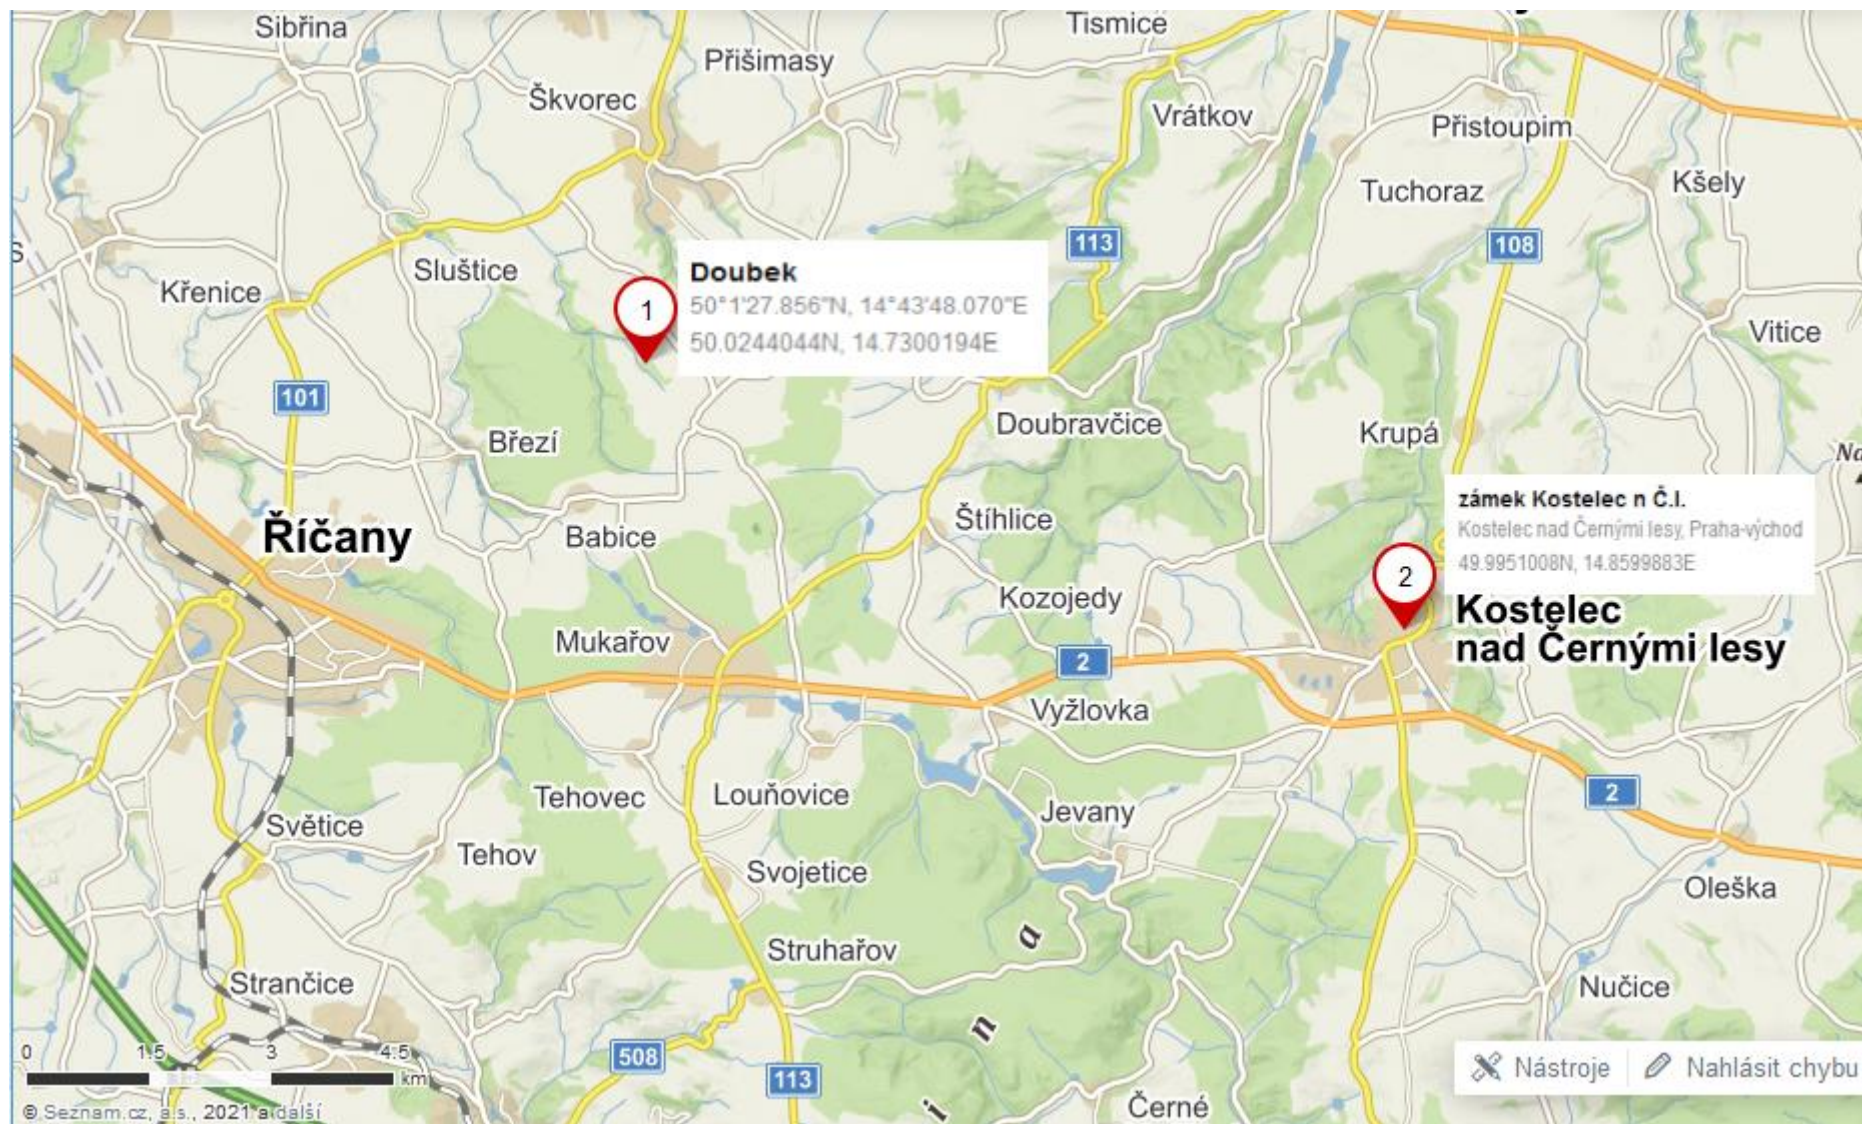 Sibřina
Tismice
Přišimasy
Škvorec
Vrátkov
Přistoupim
Kšely
Tuchoraz
113
108
Sluštice
Křenice
1
Doubek
50°1'27.856"N, 14°43'48.070"E
50.0244044N, 14.7300194E
Vitice
101
Březí
Doubravčice
Krupá
Říčany
Babice
Štíhlice
zámek Kostelec n Č.l.
Kostelec nad Černými lesy, Praha-východ
49.9951008N, 14.8599883E
2
Kozojedy
Mukařov
2
Kostelec
nad Černými lesy
Vyžlovka
Tehovec
Louňovice
Jevany
2
Světice
Tehov
Svojetice
Oleška
Struhařov
Strančice
Nučice
i n a
508
113
Černé
0 1.5 3 4.5
km
© Seznam.cz, a.s., 2021 a další
Nástroje
Nahlásit chybu